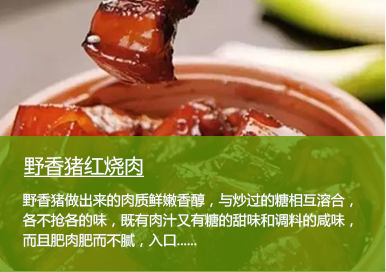 野香猪红烧肉
野香猪做出来的肉质鲜嫩香醇，与炒过的糖相互溶合，
各不抢各的味，既有肉汁又有糖的甜味和调料的咸味，
而且肥肉肥而不腻，入口......